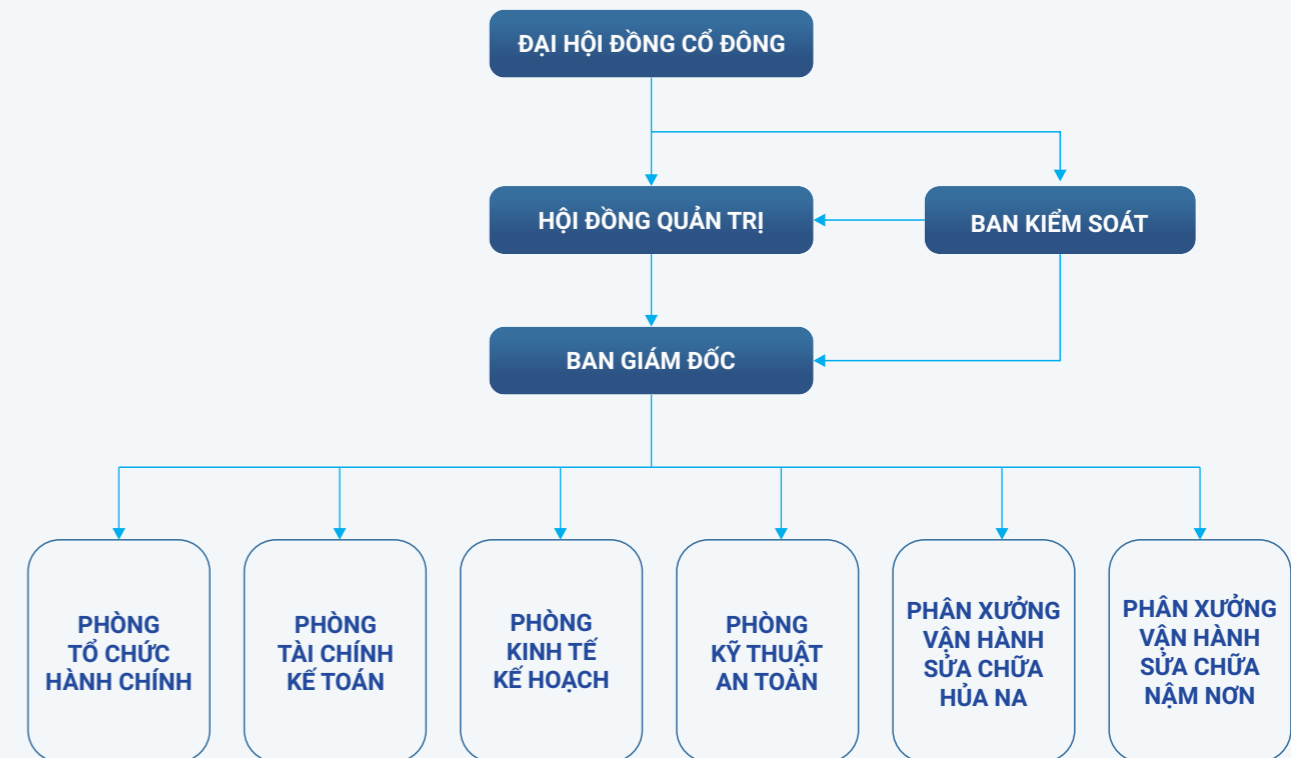 ĐẠI HỘI ĐỒNG CỔ ĐÔNG
HỘI ĐỒNG QUẢN TRỊ
BAN KIỂM SOÁT
BAN GIÁM ĐỐC
PHÒNG
TỔ CHỨC
HÀNH CHÍNH
PHÒNG
TÀI CHÍNH
KẾ TOÁN
PHÒNG
KINH TẾ
KẾ HOẠCH
PHÒNG
KỸ THUẬT
AN TOÀN
PHÂN XƯỞNG
VẬN HÀNH
SỬA CHỮA
HỦA NA
PHÂN XƯỞNG
VẬN HÀNH
SỬA CHỮA
NẬM NƠN